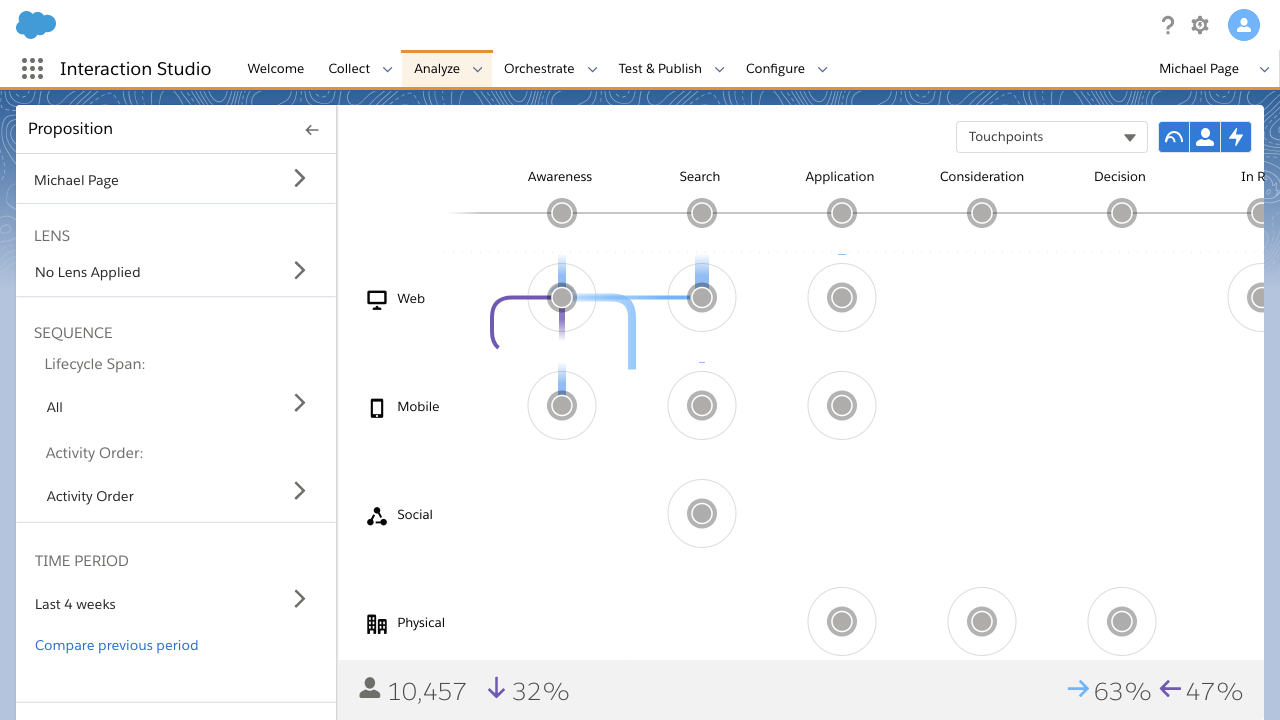 Interaction Studio
Welcome
Collect
Analyze
Orchestrate
Test & Publish
Configure
Michael Page
Proposition
Michael Page
LENS
No Lens Applied
SEQUENCE
Lifecycle Span:
All
Activity Order:
Activity Order
TIME PERIOD
Last 4 weeks
Compare previous period
Touchpoints
Awareness
Search
Application
Consideration
Decision
In R
Web
Mobile
Social
Physical
10,457
32%
63%
47%